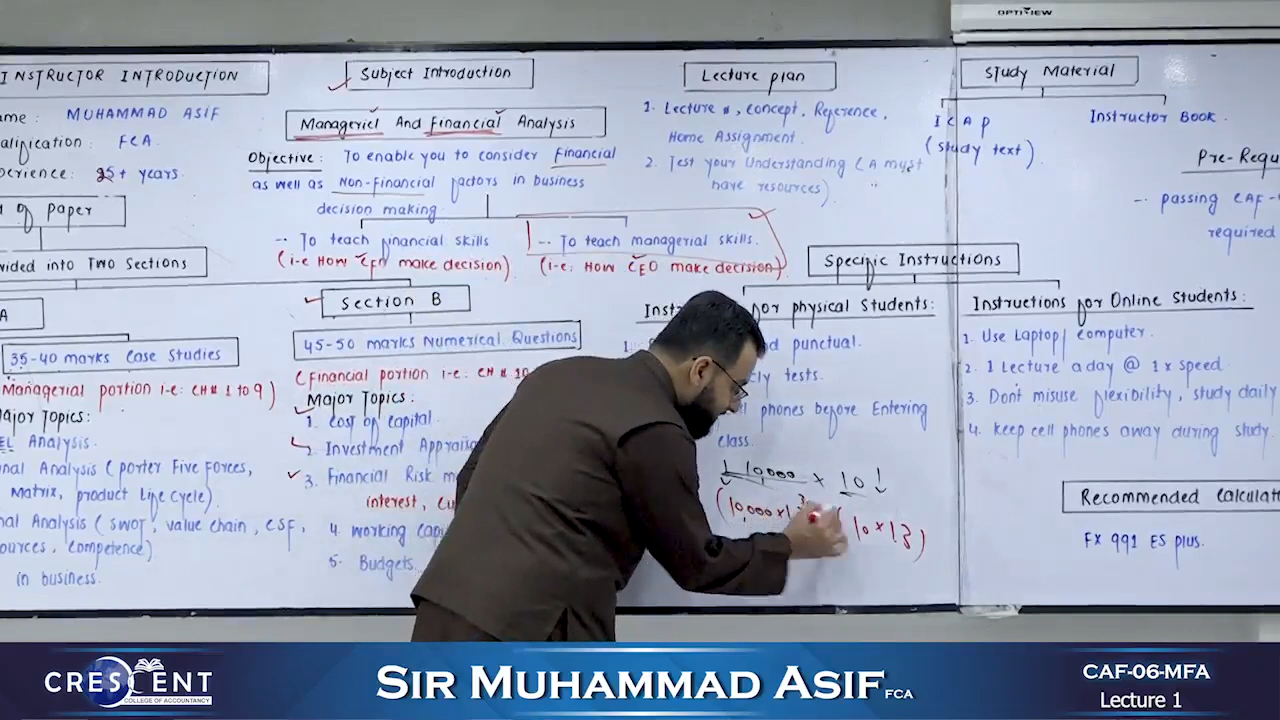 OPTIVIEW
INSTRUCTOR INTRODUCTION
ame : MUHAMMAD ASIF
alification : FCA
perience: 25+ years.
of paper
vided into Two Sections
A
35-40 marks Case Studies
Managerial portion i-e: CH# 1 to 9)
ajor Topics:
EL Analysis.
nal Analysis (porter Five Forces,
Matrix, product Life Cycle).
nal Analysis (SWOT, value chain, CSF,
ources, Competence)
in business.
Subject Introduction
Managerial And Financial Analysis
Objective: To enable you to consider financial
as well as Non-Financial factors in business
decision making.
-. To teach financial skills
(i-e How CFO make decision)
-. To teach managerial skills.
(i-e: How CEO make decision)
Section B
45-50 marks Numerical Questions
(Financial portion i-e: CH # 10
Major Topics:
1. Cost of capital.
2. Investment Appraisa
3. Financial Risk m
interest, Cu
4. Working Cap
5. Budgets.
Lecture plan
1. Lecture #, concept, Reference,
Home Assignment.
2. Test your Understanding (A must
have resources).
Study Material
ICAP
(study text).
Instructor Book.
Pre-Requ
-. passing CAF-
required
Specific Instructions
Inst for physical Students:
1. d punctual.
tests.
ll phones before Entering
class.
1 10,000 × 10 !
(10,000 × 13 (10 × 13)
Instructions for Online Students:
1. Use Laptop/ computer.
2. 1 Lecture a day @ 1x speed.
3. Don't misuse flexibility, study daily
4. Keep cell phones away during study.
Recommended Calculat
FX 991 ES plus.
CRESCENT
COLLEGE OF ACCOUNTANCY
SIR MUHAMMAD ASIF FCA
CAF-06-MFA
Lecture 1